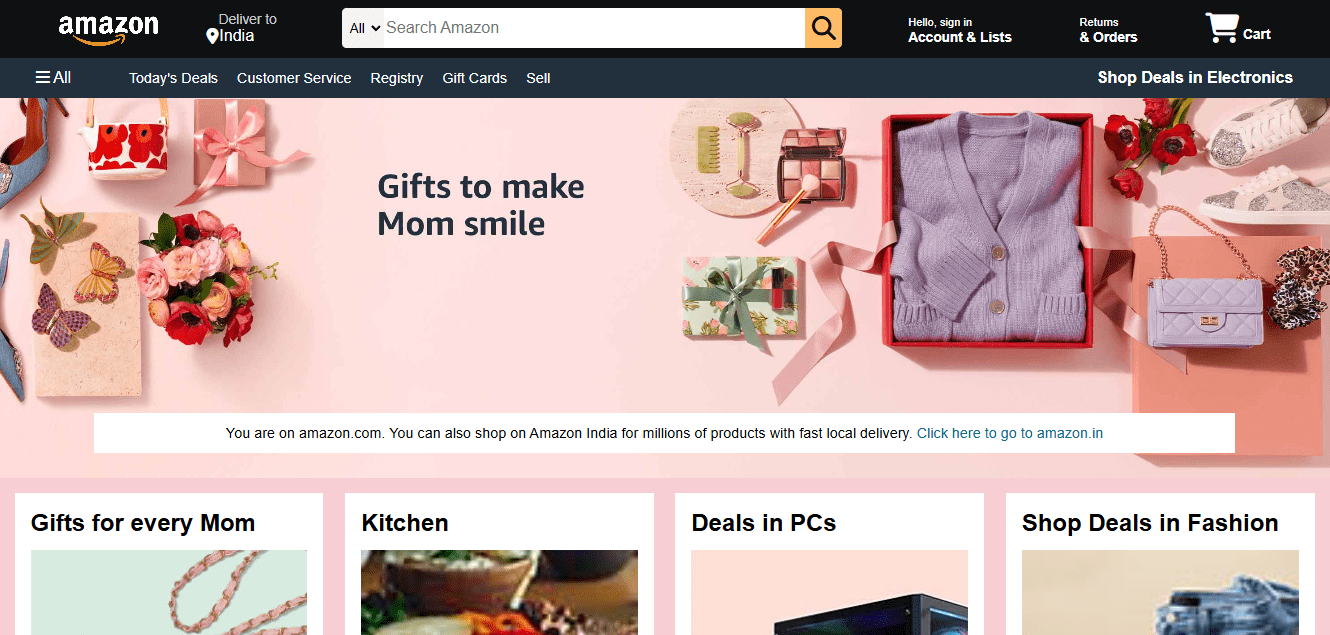 amazon
Deliver to
India
All
Search Amazon
Hello, sign in
Account & Lists
Returns
& Orders
Cart
All
Today's Deals
Customer Service
Registry
Gift Cards
Sell
Shop Deals in Electronics
Gifts to make
Mom smile
You are on amazon.com. You can also shop on Amazon India for millions of products with fast local delivery. Click here to go to amazon.in
Gifts for every Mom
Kitchen
Deals in PCs
Shop Deals in Fashion